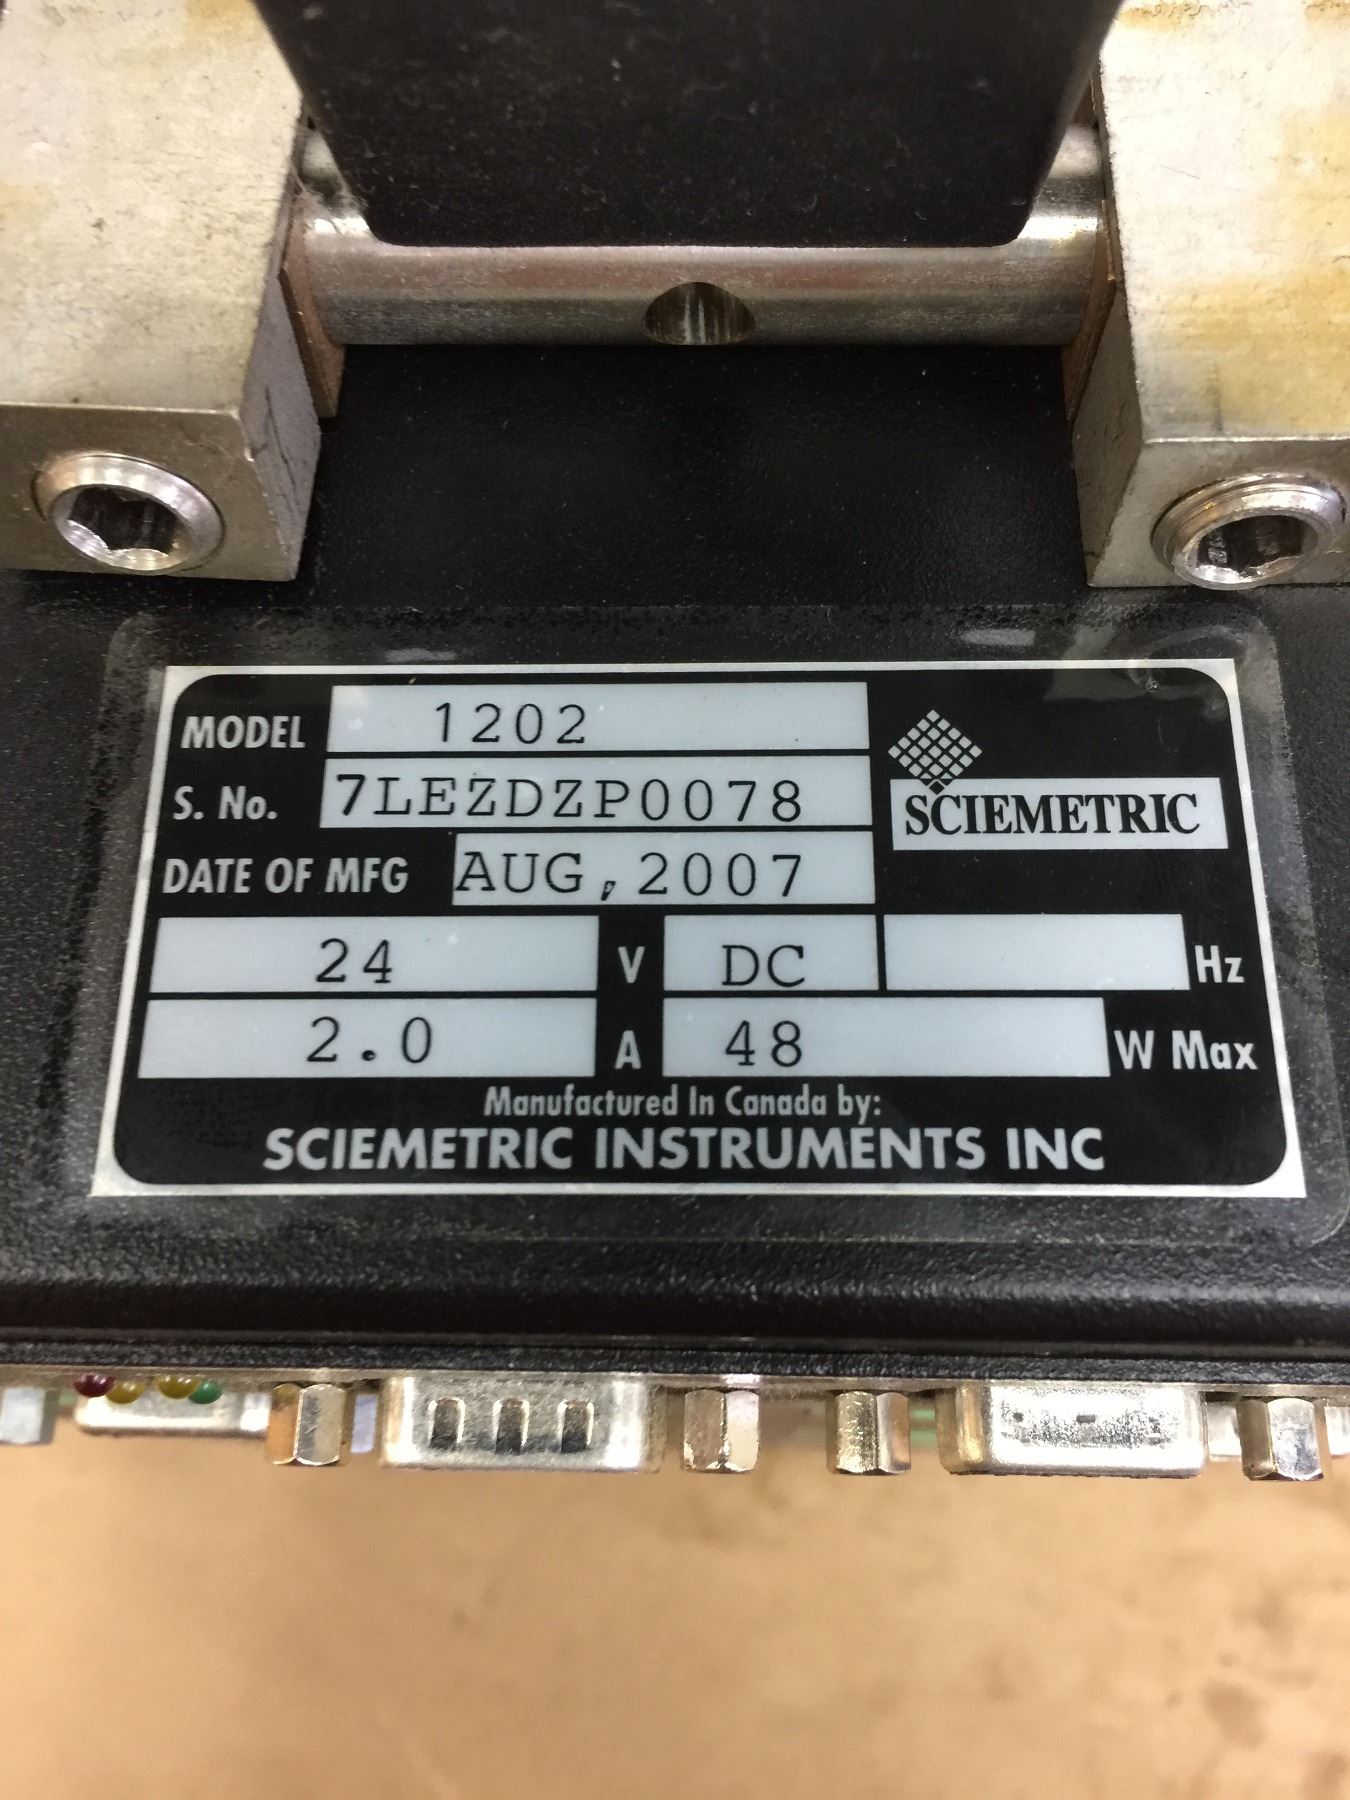 MODEL 1202
S. No. 7LEZDZP0078
SCIEMETRIC
DATE OF MFG AUG,2007
24 V DC Hz
2.0 A 48 W Max
Manufactured In Canada by:
SCIEMETRIC INSTRUMENTS INC